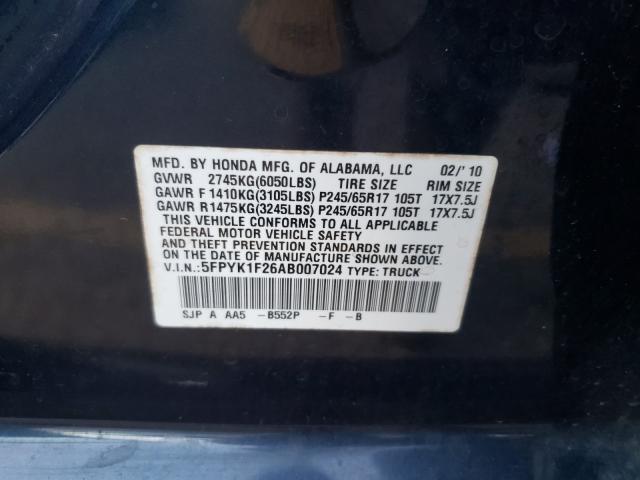 MFD. BY HONDA MFG. OF ALABAMA, LLC 02/' 10
GVWR 2745KG(6050LBS) TIRE SIZE RIM SIZE
GAWR F 1410KG(3105LBS) P245/65R17 105T 17X7.5J
GAWR R1475KG(3245LBS) P245/65R17 105T 17X7.5J
THIS VEHICLE CONFORMS TO ALL APPLICABLE
FEDERAL MOTOR VEHICLE SAFETY
AND THEFT PREVENTION STANDARDS IN EFFECT
ON THE DATE OF MANUFACTURE SHOWN ABOVE.
V.I.N.:5FPYK1F26AB007024 TYPE: TRUCK
SJP A AA5 -B552P -F -B